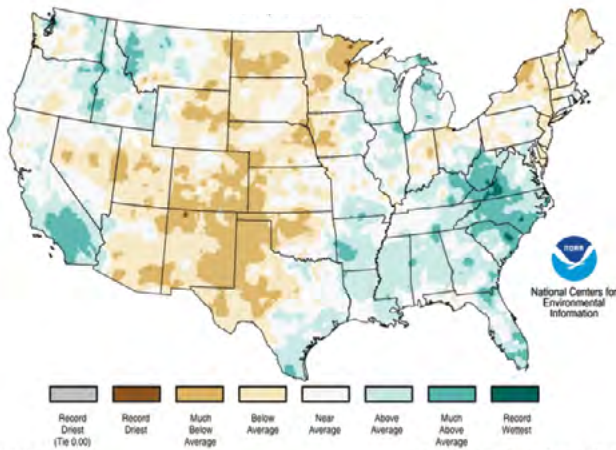 NOAA
National Centers for
Environmental
Information
Record
Driest
(Tie 0.00)
Record
Driest
Much
Below
Average
Below
Average
Near
Average
Above
Average
Much
Above
Average
Record
Wettest